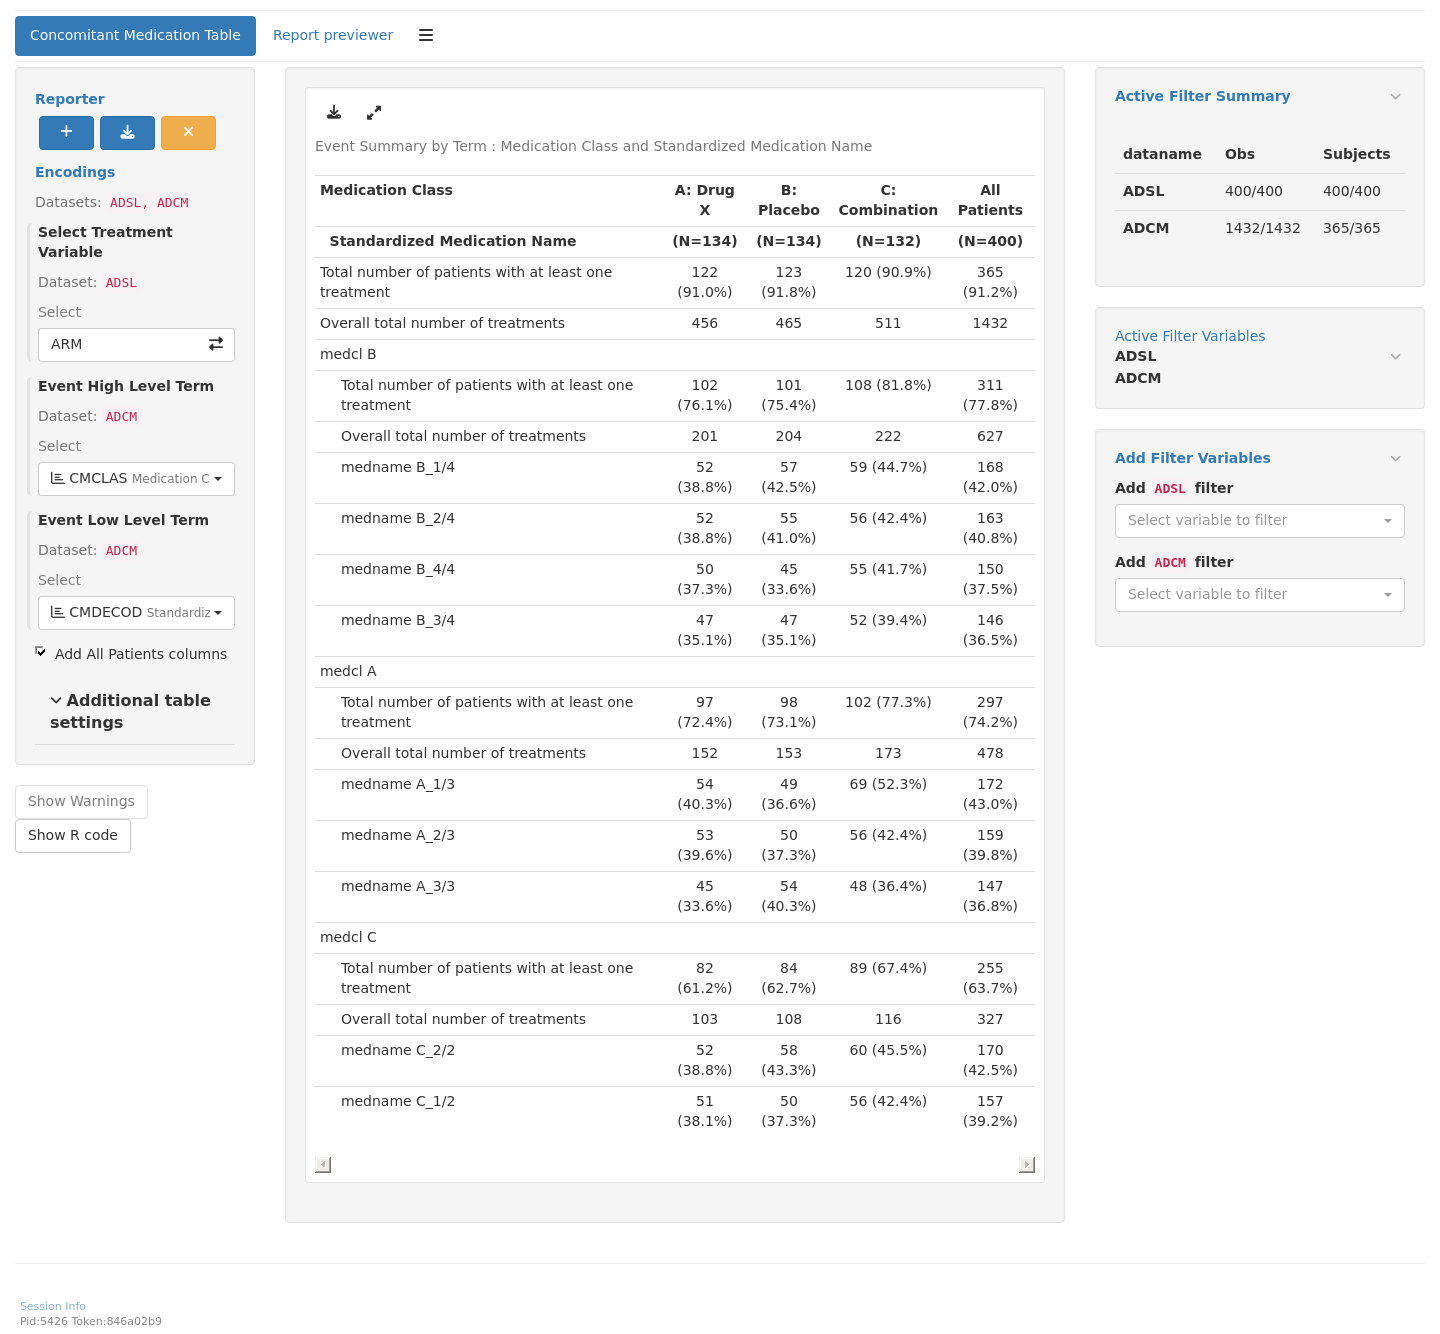 Concomitant Medication Table
Report previewer
Reporter
Encodings
Datasets: ADSL, ADCM
Select Treatment
Variable
Dataset: ADSL
Select
ARM
Event High Level Term
Dataset: ADCM
Select
CMCLAS Medication C
Event Low Level Term
Dataset: ADCM
Select
CMDECOD Standardiz
Add All Patients columns
Additional table
settings
Show Warnings
Show R code
Event Summary by Term : Medication Class and Standardized Medication Name
Medication Class A: Drug B: C: All
X Placebo Combination Patients
Standardized Medication Name (N=134) (N=134) (N=132) (N=400)
Total number of patients with at least one 122 123 120 (90.9%) 365
treatment (91.0%) (91.8%) (91.2%)
Overall total number of treatments 456 465 511 1432
medcl B
Total number of patients with at least one 102 101 108 (81.8%) 311
treatment (76.1%) (75.4%) (77.8%)
Overall total number of treatments 201 204 222 627
medname B_1/4 52 57 59 (44.7%) 168
(38.8%) (42.5%) (42.0%)
medname B_2/4 52 55 56 (42.4%) 163
(38.8%) (41.0%) (40.8%)
medname B_4/4 50 45 55 (41.7%) 150
(37.3%) (33.6%) (37.5%)
medname B_3/4 47 47 52 (39.4%) 146
(35.1%) (35.1%) (36.5%)
medcl A
Total number of patients with at least one 97 98 102 (77.3%) 297
treatment (72.4%) (73.1%) (74.2%)
Overall total number of treatments 152 153 173 478
medname A_1/3 54 49 69 (52.3%) 172
(40.3%) (36.6%) (43.0%)
medname A_2/3 53 50 56 (42.4%) 159
(39.6%) (37.3%) (39.8%)
medname A_3/3 45 54 48 (36.4%) 147
(33.6%) (40.3%) (36.8%)
medcl C
Total number of patients with at least one 82 84 89 (67.4%) 255
treatment (61.2%) (62.7%) (63.7%)
Overall total number of treatments 103 108 116 327
medname C_2/2 52 58 60 (45.5%) 170
(38.8%) (43.3%) (42.5%)
medname C_1/2 51 50 56 (42.4%) 157
(38.1%) (37.3%) (39.2%)
Active Filter Summary
dataname Obs Subjects
ADSL 400/400 400/400
ADCM 1432/1432 365/365
Active Filter Variables
ADSL
ADCM
Add Filter Variables
Add ADSL filter
Select variable to filter
Add ADCM filter
Select variable to filter
Session Info
Pid:5426 Token:846a02b9